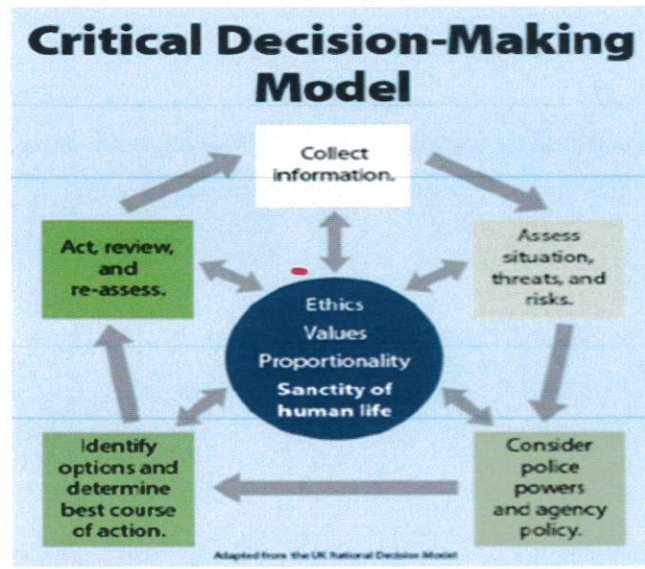 Critical Decision-Making
Model
Collect
information.
Act, review,
and
re-assess.
Assess
situation,
threats, and
risks.
Ethics
Values
Proportionality
Sanctity of
human life
Identify
options and
determine
best course
of action.
Consider
police
powers
and agency
policy.
Adapted from the UK National Decision Model